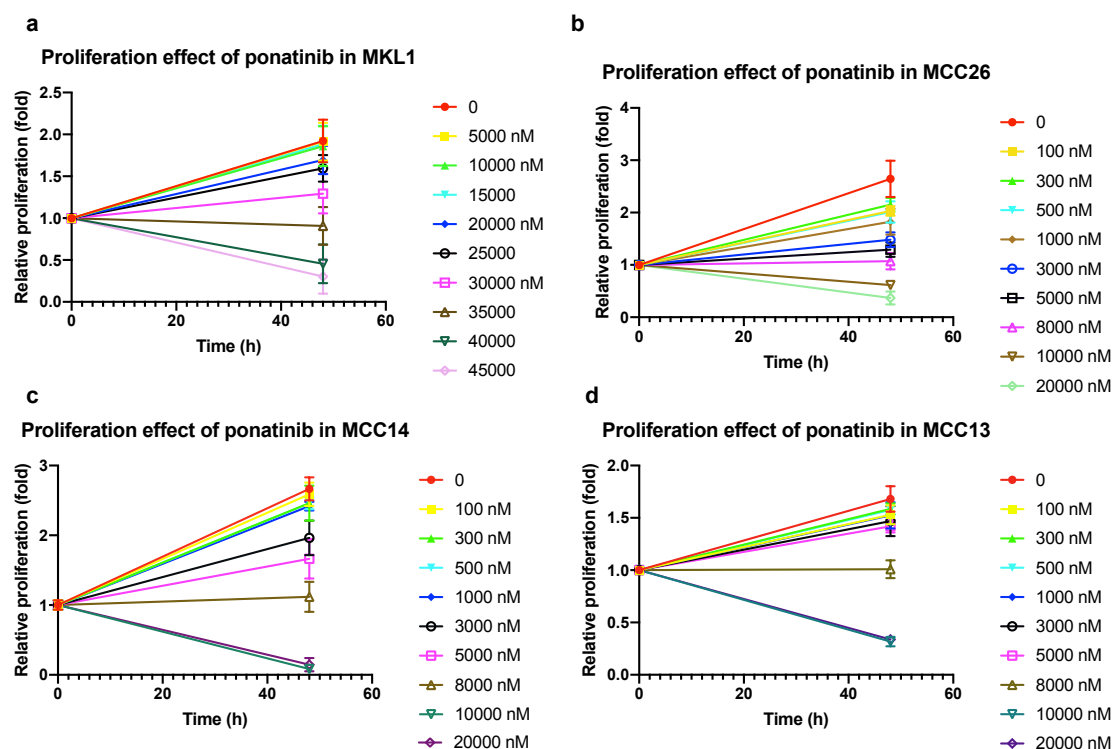 a
Proliferation effect of ponatinib in MKL1
Relative proliferation (fold)
2.5
2.0
1.5
1.0
0.5
0.0
0 20 40 60
Time (h)
0
5000 nM
10000 nM
15000
20000 nM
25000
30000 nM
35000
40000
45000
b
Proliferation effect of ponatinib in MCC26
Relative proliferation (fold)
4
3
2
1
0
0 20 40 60
Time (h)
0
100 nM
300 nM
500 nM
1000 nM
3000 nM
5000 nM
8000 nM
10000 nM
20000 nM
c
Proliferation effect of ponatinib in MCC14
Relative proliferation (fold)
3
2
1
0
0 20 40 60
Time (h)
0
100 nM
300 nM
500 nM
1000 nM
3000 nM
5000 nM
8000 nM
10000 nM
20000 nM
d
Proliferation effect of ponatinib in MCC13
Relative proliferation (fold)
2.0
1.5
1.0
0.5
0.0
0 20 40 60
Time (h)
0
100 nM
300 nM
500 nM
1000 nM
3000 nM
5000 nM
8000 nM
10000 nM
20000 nM